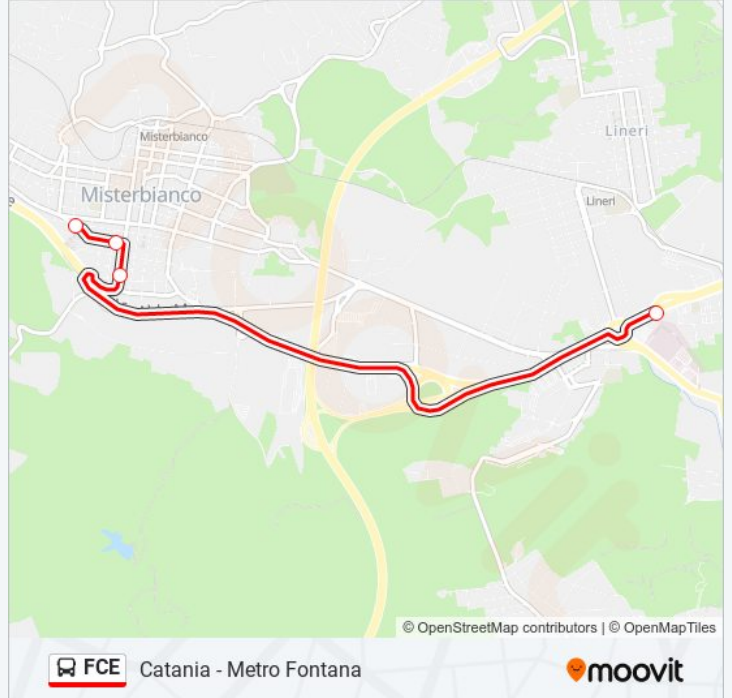 Misterbianco
Lineri
Misterbianco
Lineri
e
© OpenStreetMap contributors | © OpenMapTiles
FCE Catania - Metro Fontana
moovit